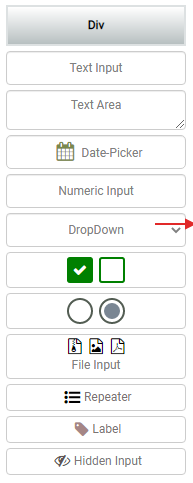 Div
Text Input
Text Area
Date-Picker
Numeric Input
DropDown
File Input
Repeater
Label
Hidden Input